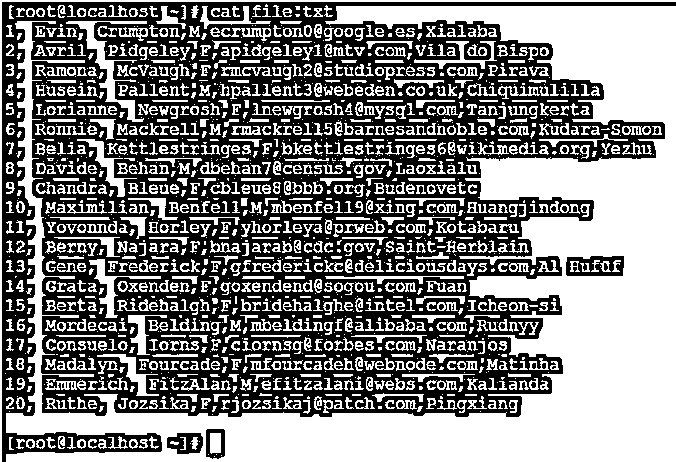 [root@localhost ~]# cat file.txt
1, Evin, Crumpton,M,ecrumpton0@google.es,Xialaba
2, Avril, Pidgeley,F,apidgeley1@mtv.com,Vila do Bispo
3, Ramona, McVaugh,F,rmcvaugh2@studiopress.com,Pirava
4, Husein, Pallent,M,hpallent3@webeden.co.uk,Chiquimulilla
5, Lorianne, Newgrosh,F,lnewgrosh4@mysql.com,Tanjungkerta
6, Ronnie, Mackrell,M,rmackrell5@barnesandnoble.com,Kudara-Somon
7, Belia, Kettlestringes,F,bkettlestringes6@wikimedia.org,Yezhu
8, Davide, Behan,M,dbehan7@census.gov,Laoxialu
9, Chandra, Bleue,F,cbleue8@bbb.org,Budenovetc
10, Maximilian, Benfell,M,mbenfell9@xing.com,Huangjindong
11, Yovonnda, Horley,F,yhorleya@prweb.com,Kotabaru
12, Berny, Najara,F,bnajarab@cdc.gov,Saint-Herblain
13, Gene, Frederick,F,gfrederickc@deliciousdays.com,Al Hufūf
14, Grata, Oxenden,F,goxendend@sogou.com,Fuan
15, Berta, Ridehalgh,F,bridehalghe@intel.com,Icheon-si
16, Mordecai, Belding,M,mbeldingf@alibaba.com,Rudnyy
17, Consuelo, Iorns,F,ciornsg@forbes.com,Naranjos
18, Madalyn, Fourcade,F,mfourcadeh@webnode.com,Matinha
19, Emmerich, FitzAlan,M,efitzalani@webs.com,Kalianda
20, Ruthe, Jozsika,F,rjozsikaj@patch.com,Pingxiang
[root@localhost ~]#